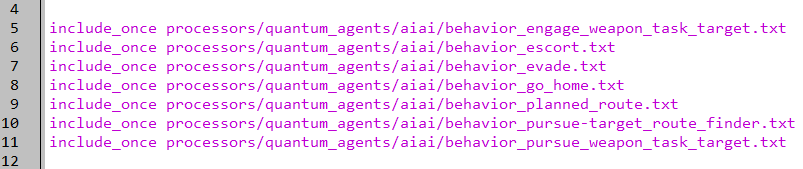 4
5 include_once processors/quantum_agents/aiai/behavior_engage_weapon_task_target.txt
6 include_once processors/quantum_agents/aiai/behavior_escort.txt
7 include_once processors/quantum_agents/aiai/behavior_evade.txt
8 include_once processors/quantum_agents/aiai/behavior_go_home.txt
9 include_once processors/quantum_agents/aiai/behavior_planned_route.txt
10 include_once processors/quantum_agents/aiai/behavior_pursue-target_route_finder.txt
11 include_once processors/quantum_agents/aiai/behavior_pursue_weapon_task_target.txt
12